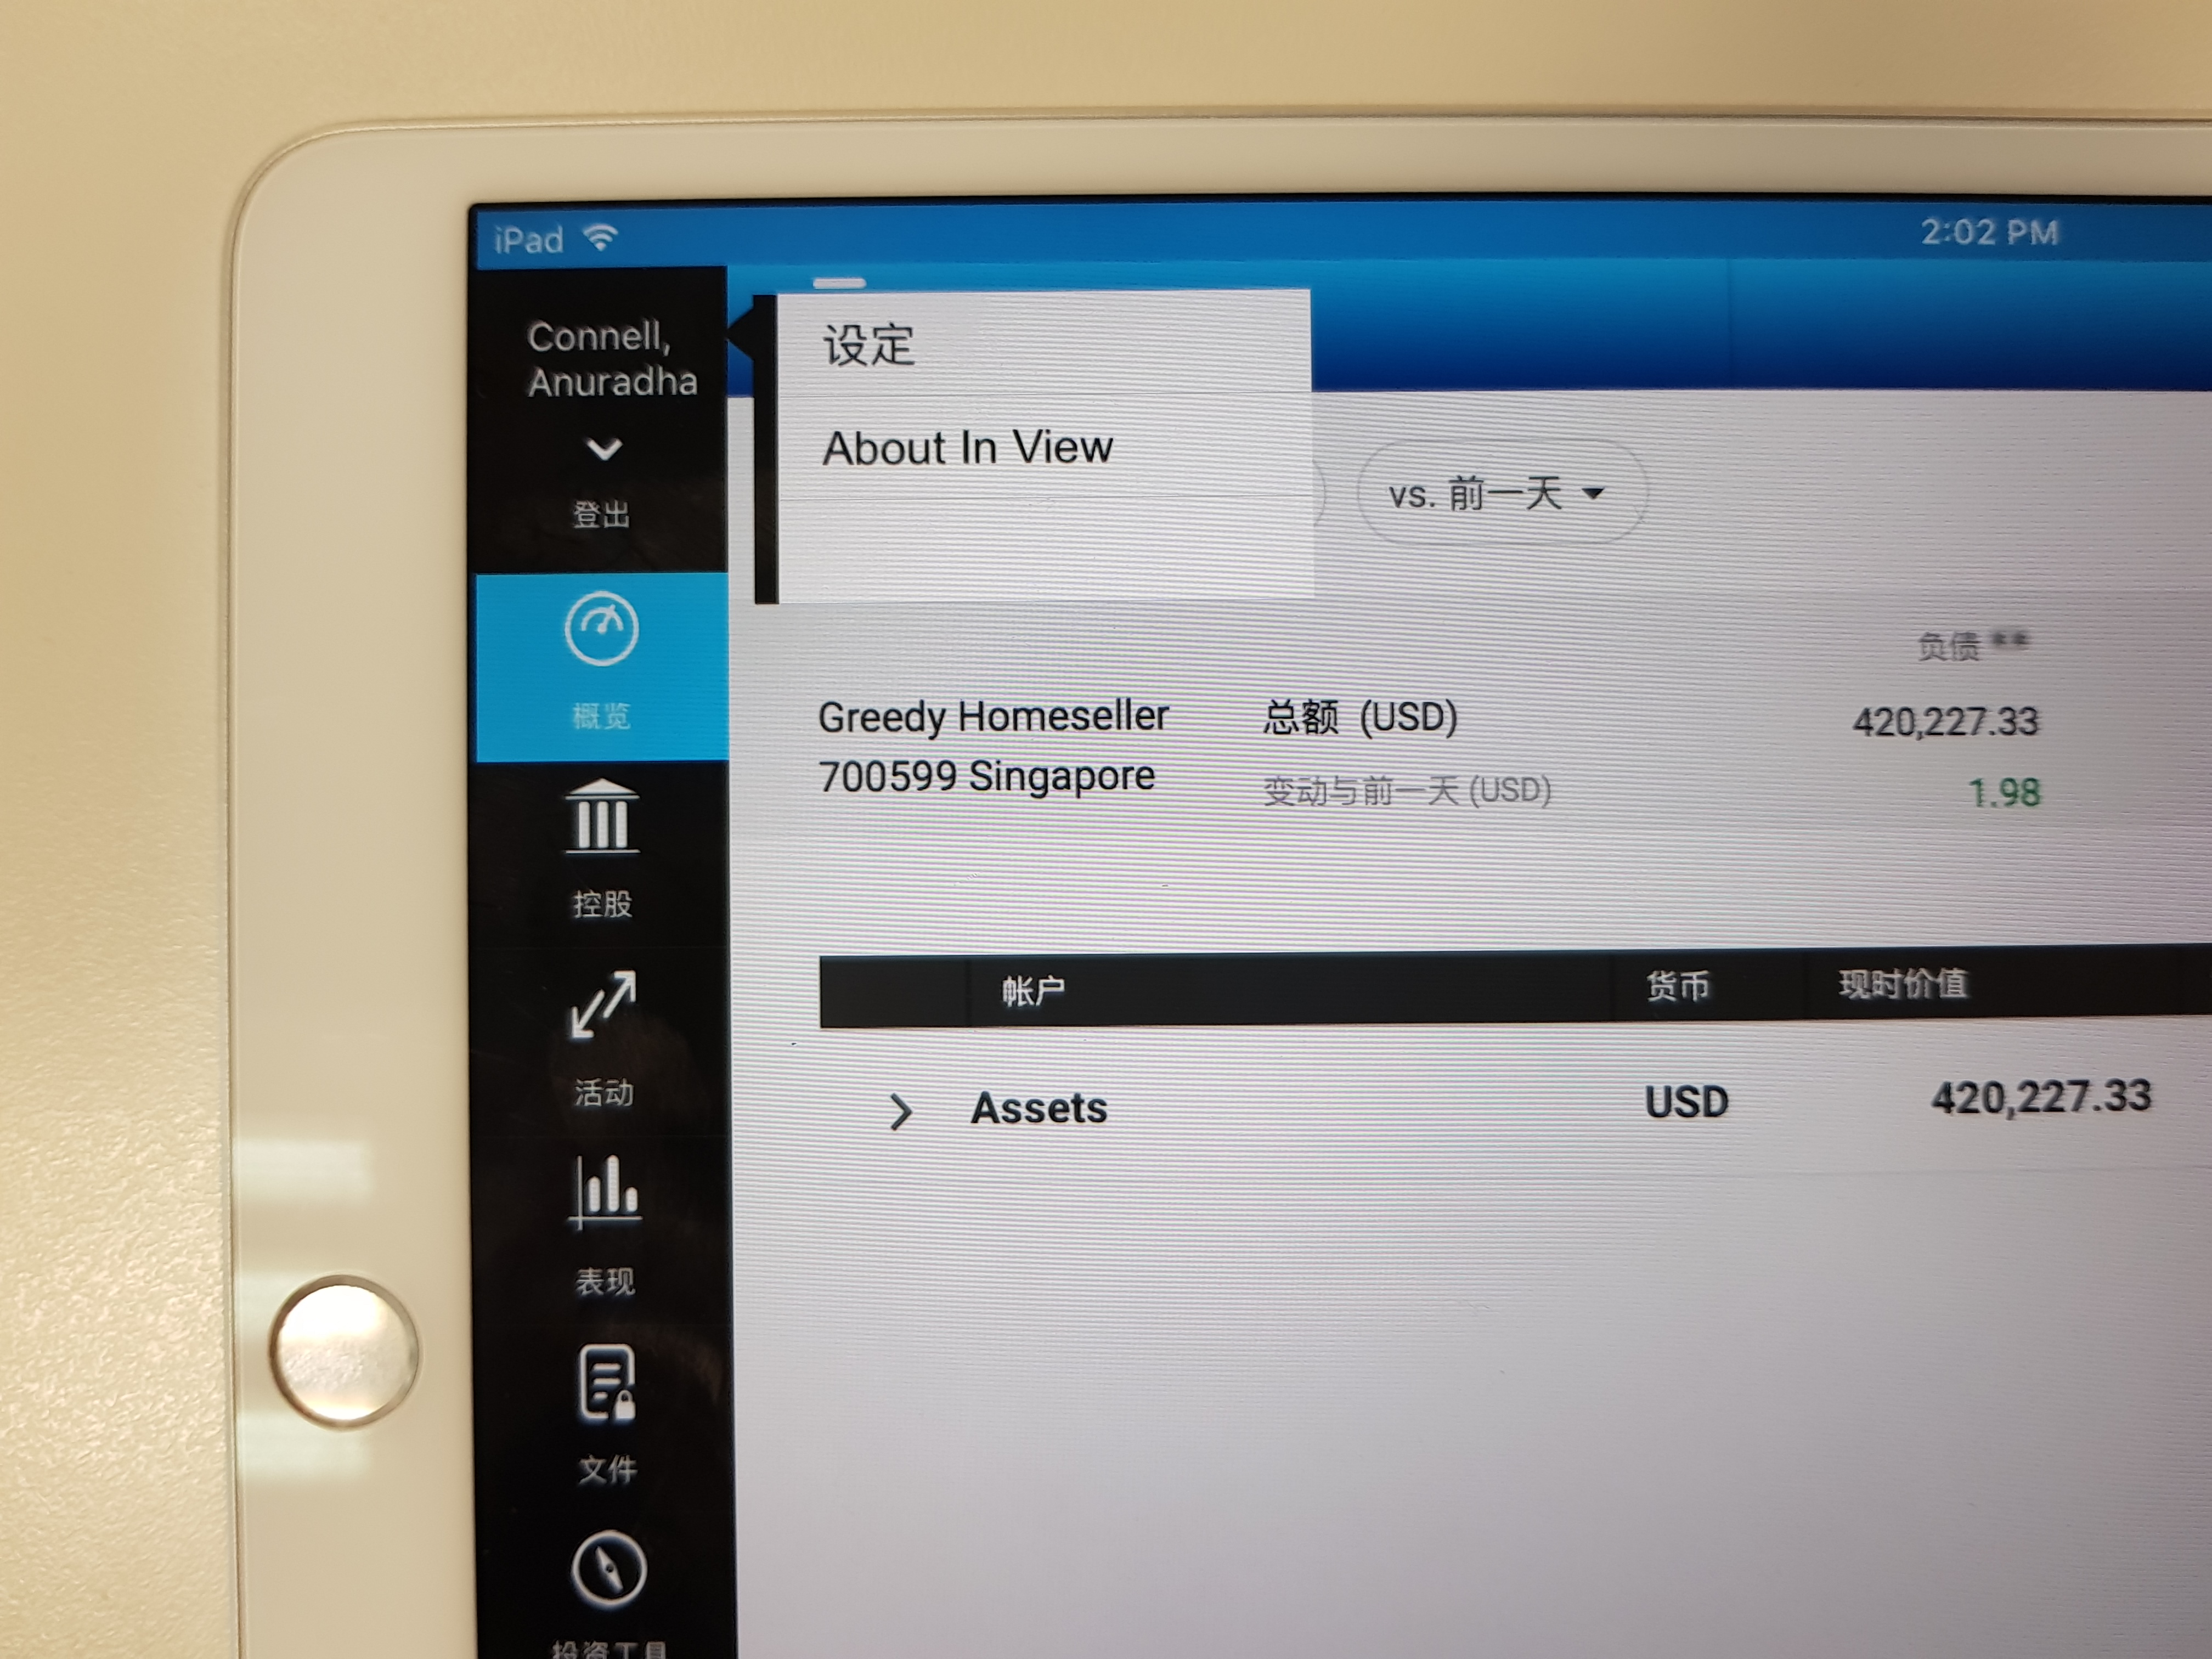 iPad
2:02 PM
Connell,
Anuradha
登出
概览
控股
活动
表现
文件
投资工具
设定
About In View
vs. 前一天
负债 **
Greedy Homeseller
700599 Singapore
总额 (USD)
420,227.33
变动与前一天 (USD)
1.98
帐户
货币
现时价值
Assets
USD
420,227.33